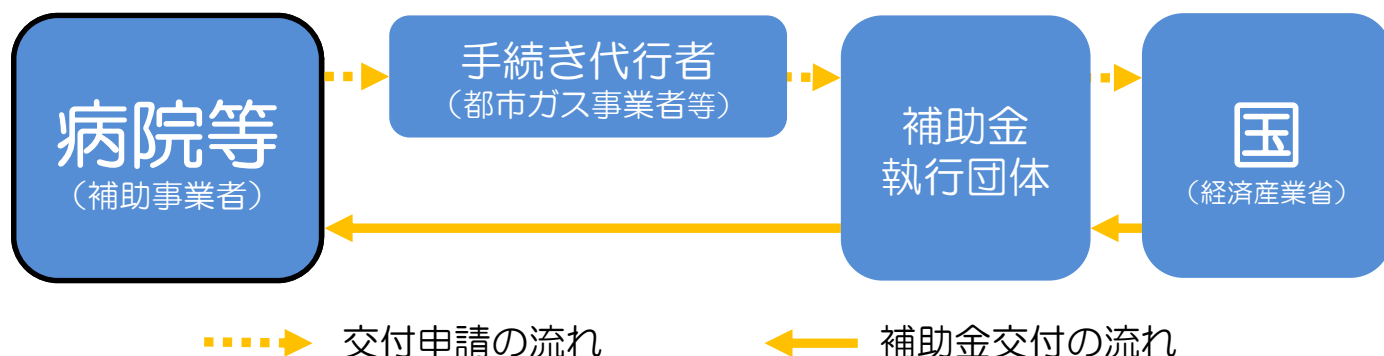 病院等
（補助事業者）
手続き代行者
（都市ガス事業者等）
補助金
執行団体
国
（経済産業省）
交付申請の流れ
補助金交付の流れ